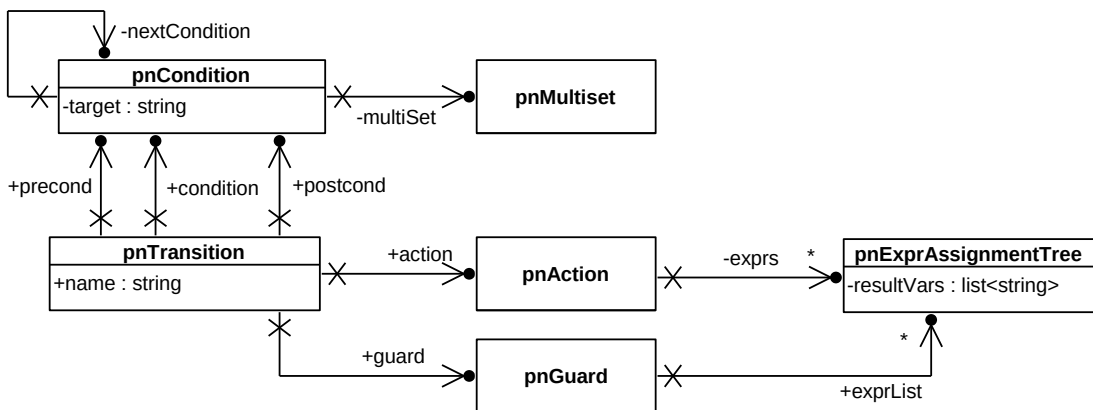 -nextCondition
pnCondition
-target : string
-multiSet
pnMultiset
+precond
+condition
+postcond
pnTransition
+name : string
+action
pnAction
-exprs
*
pnExprAssignmentTree
-resultVars : list<string>
+guard
pnGuard
*
+exprList